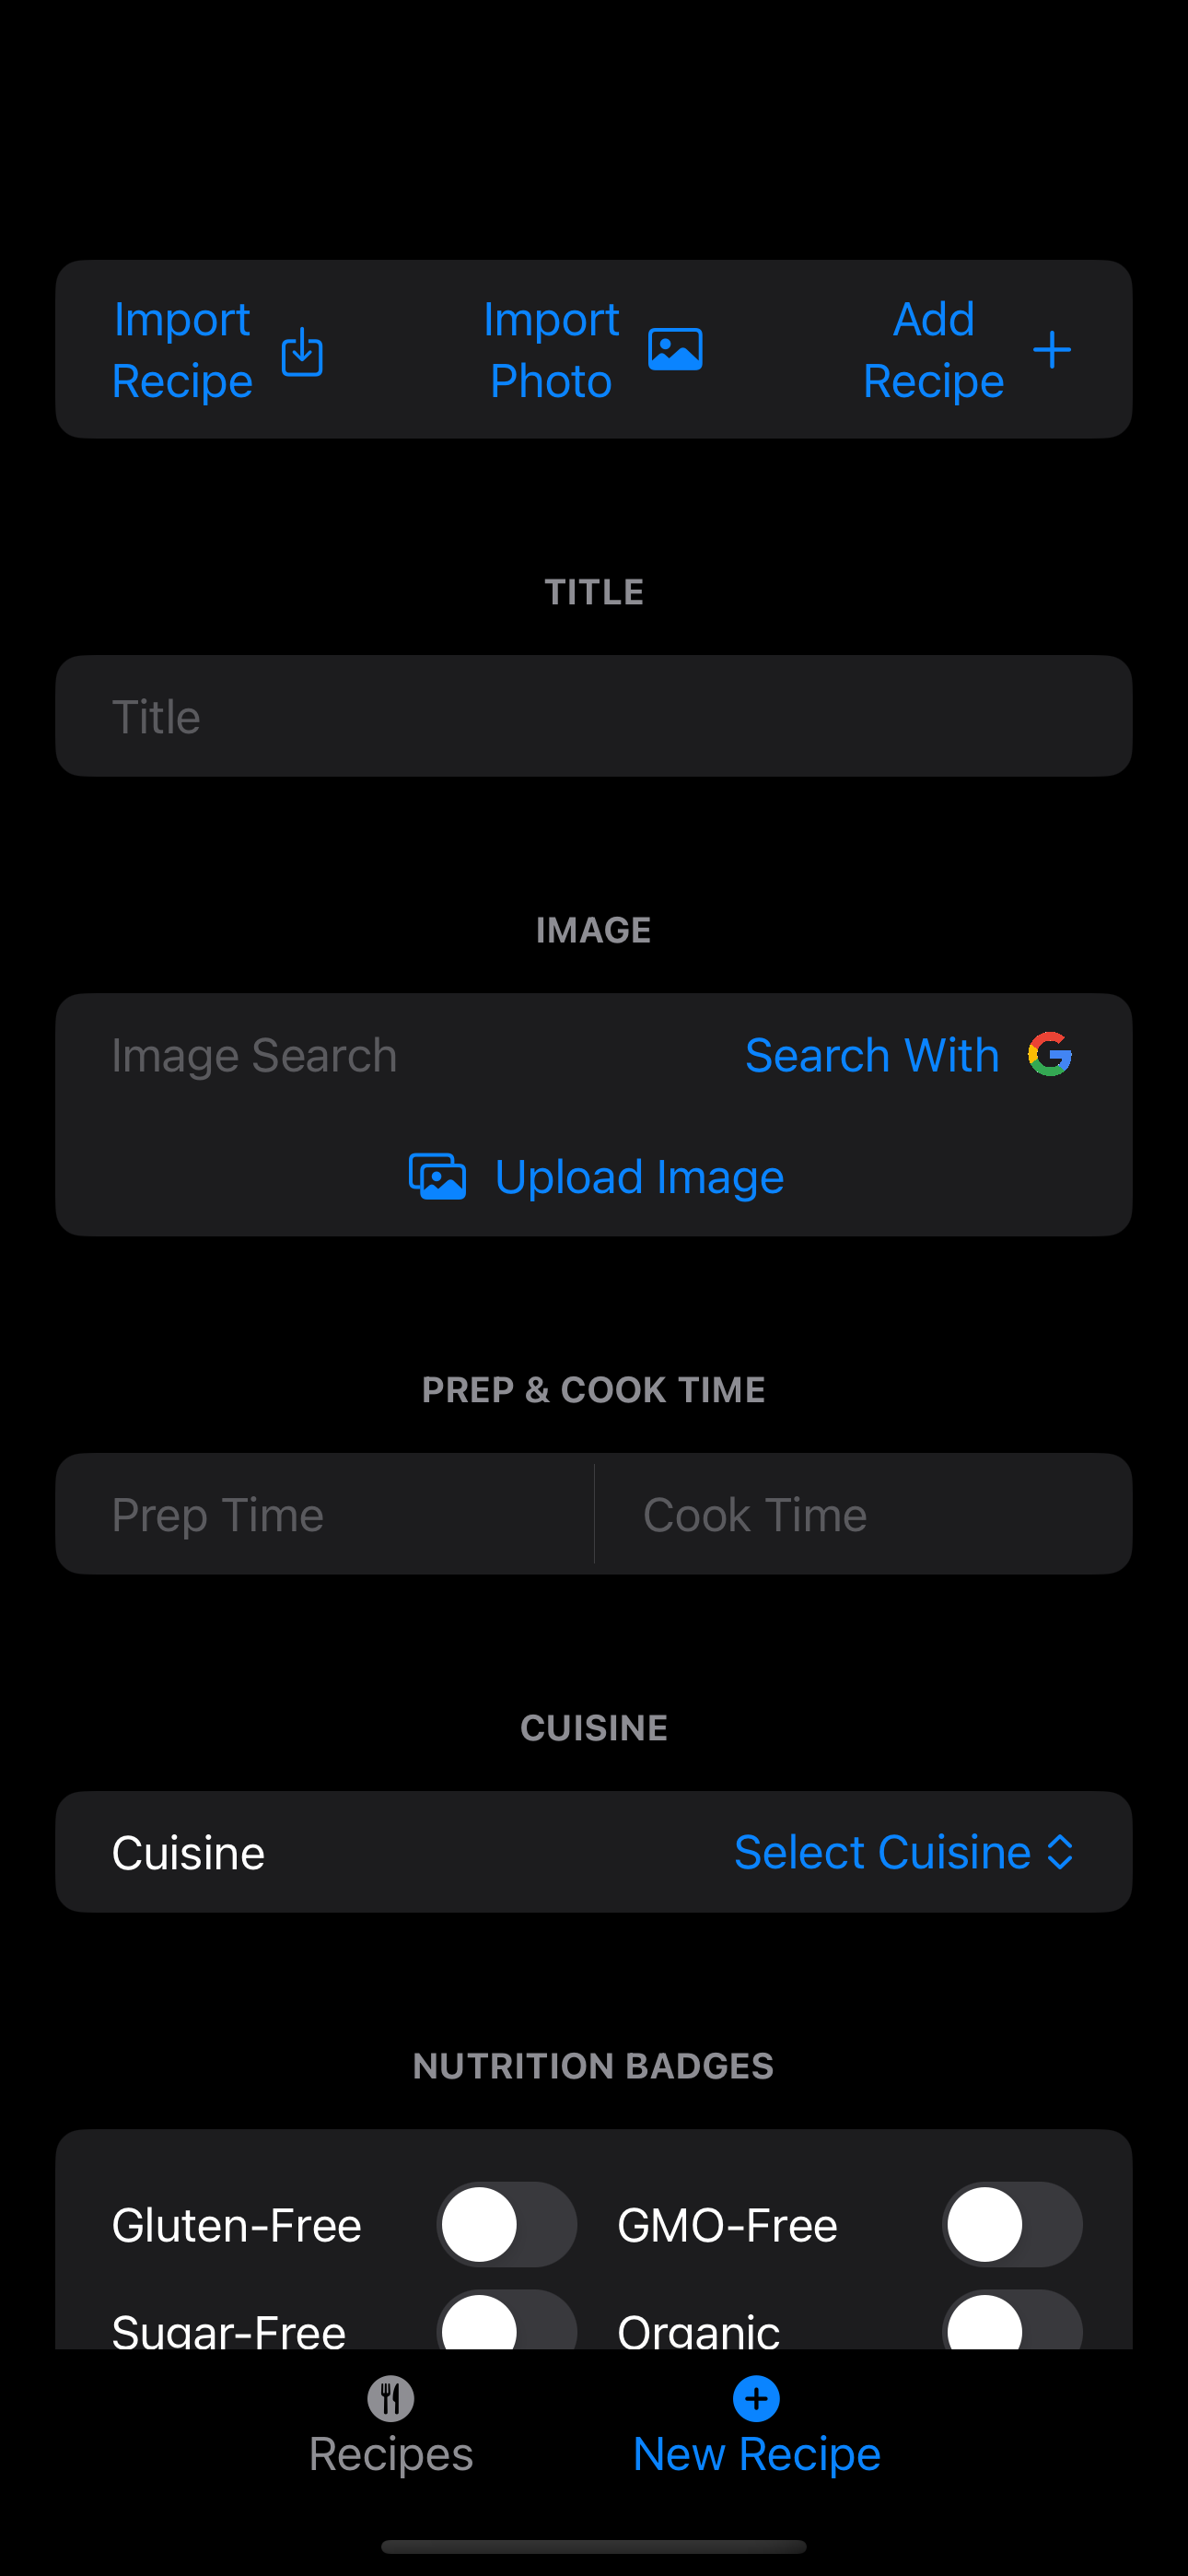 Import
Recipe
Import
Photo
Add
Recipe
TITLE
Title
IMAGE
Image Search
Search With
Upload Image
PREP & COOK TIME
Prep Time
Cook Time
CUISINE
Cuisine
Select Cuisine
NUTRITION BADGES
Gluten-Free
GMO-Free
Sugar-Free
Organic
Recipes
New Recipe